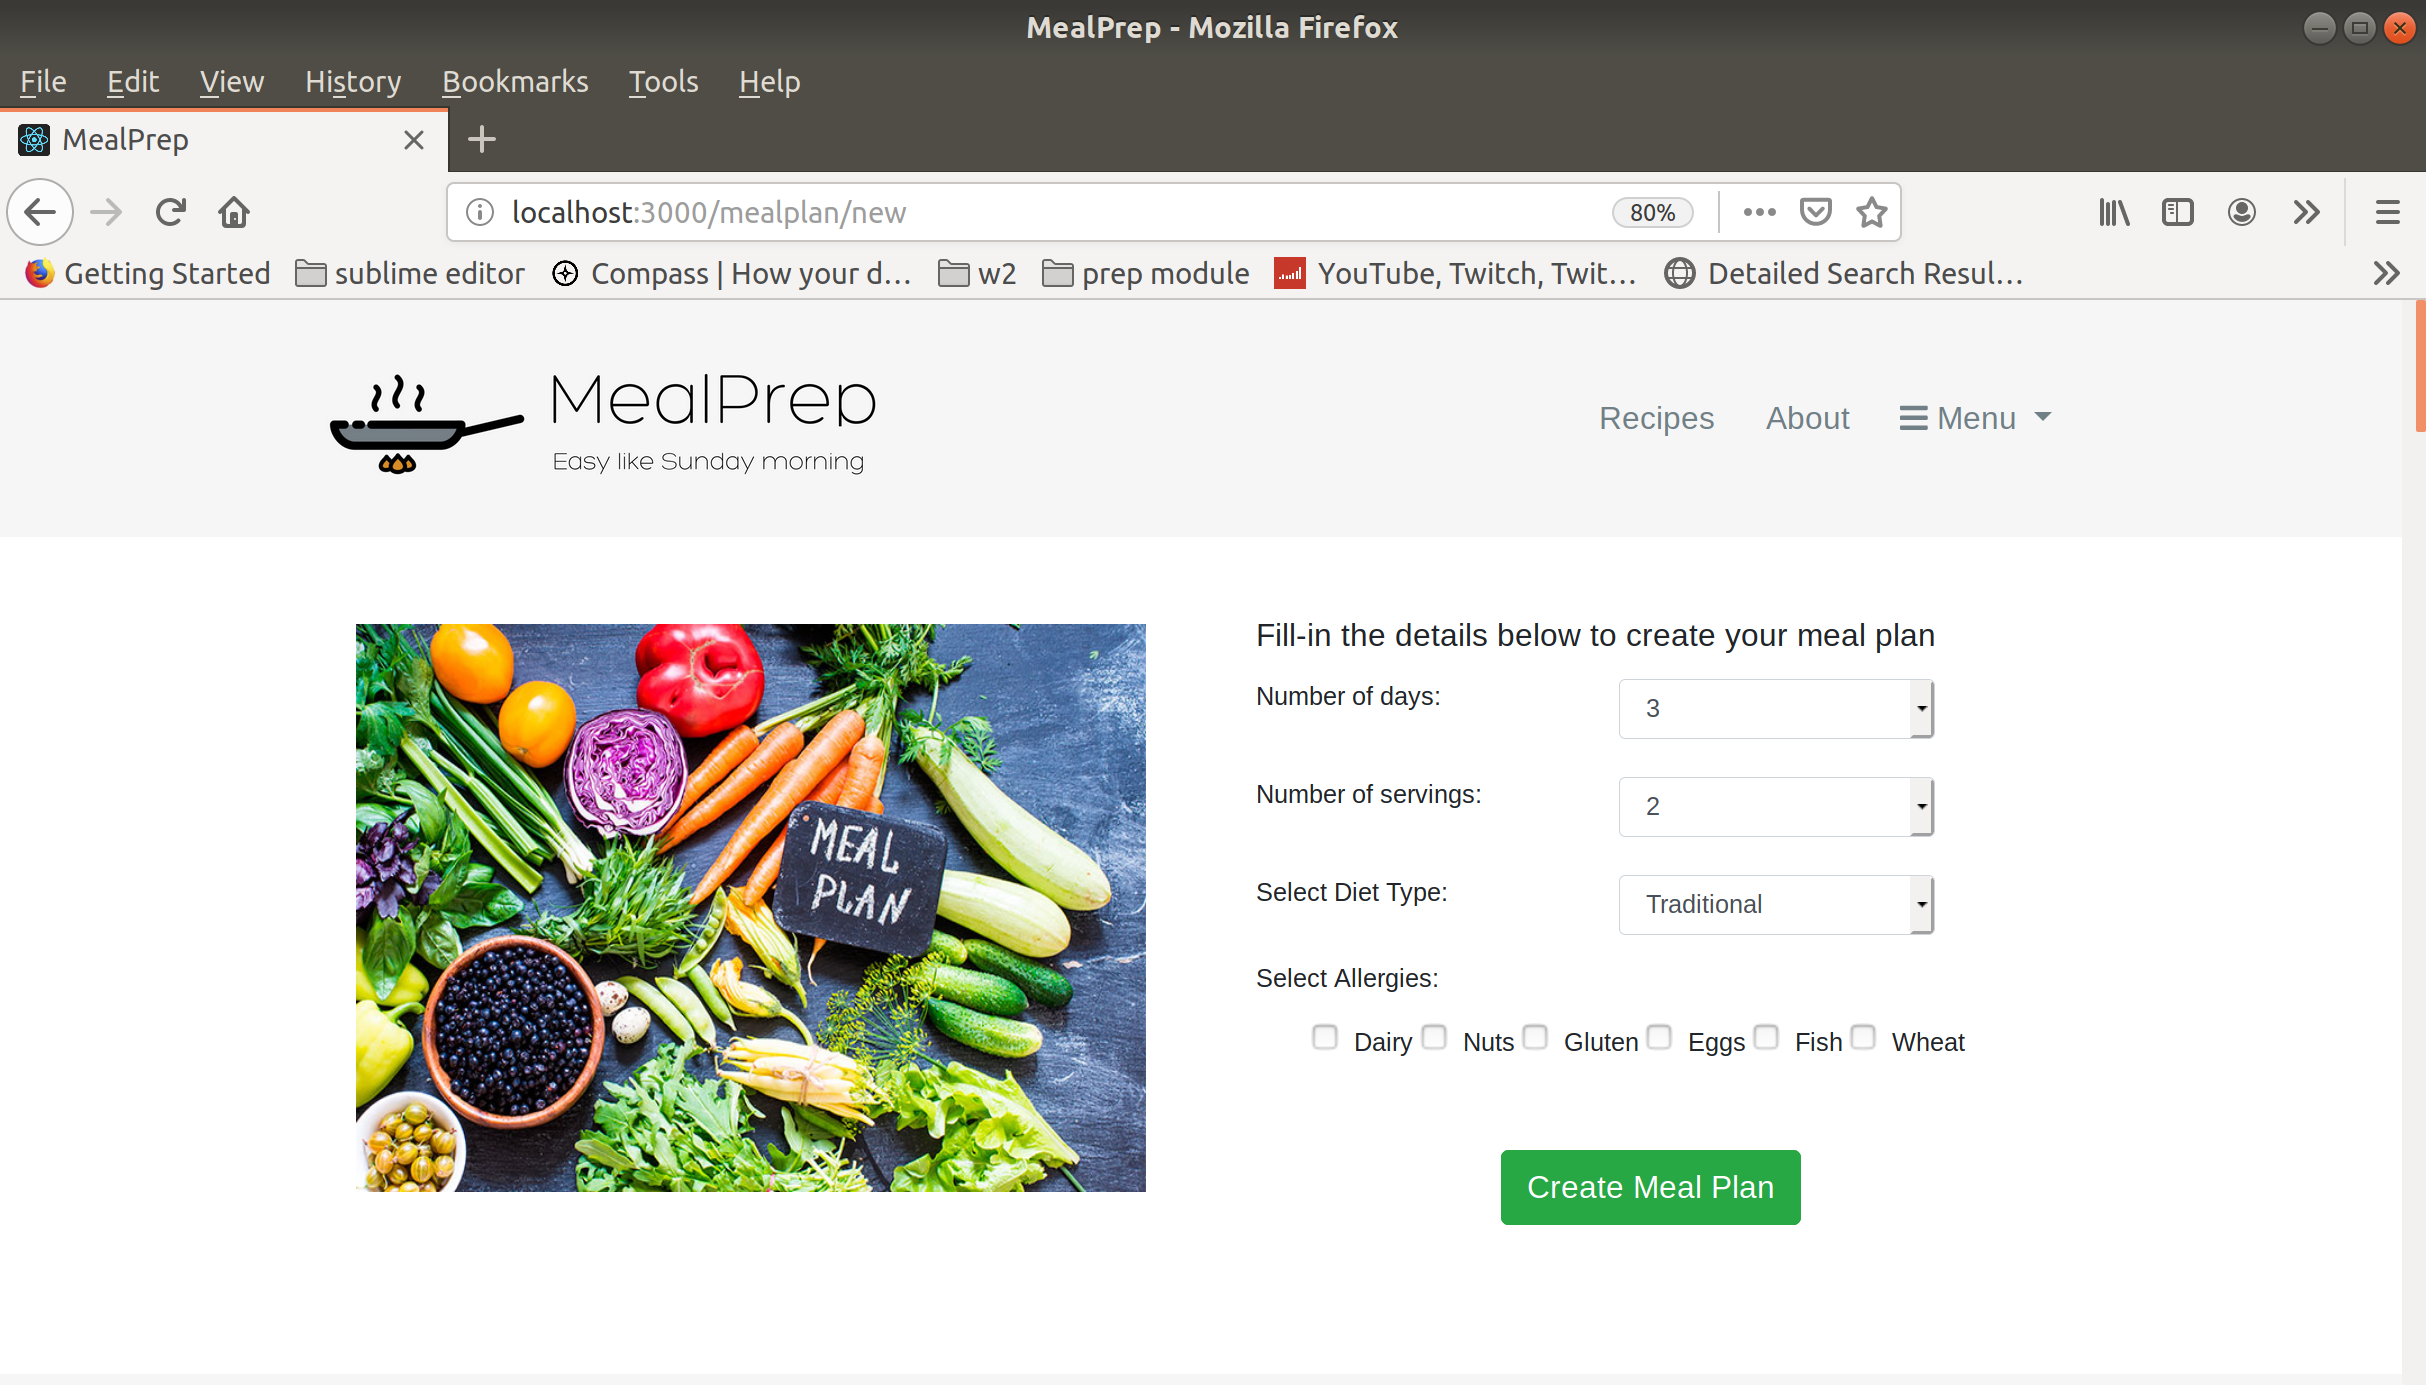 MealPrep - Mozilla Firefox
File Edit View History Bookmarks Tools Help
MealPrep
localhost:3000/mealplan/new 80%
Getting Started sublime editor Compass | How your d… w2 prep module YouTube, Twitch, Twit… Detailed Search Resul…
MealPrep
Easy like Sunday morning
Recipes About Menu
MEAL
PLAN
Fill-in the details below to create your meal plan
Number of days: 3
Number of servings: 2
Select Diet Type: Traditional
Select Allergies:
Dairy Nuts Gluten Eggs Fish Wheat
Create Meal Plan